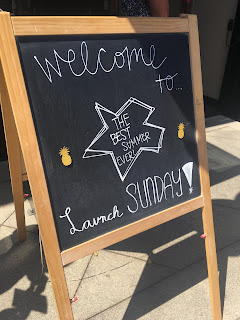 Welcome
to...
THE
BEST
SUMMER
EVER
Launch SUNDAY!